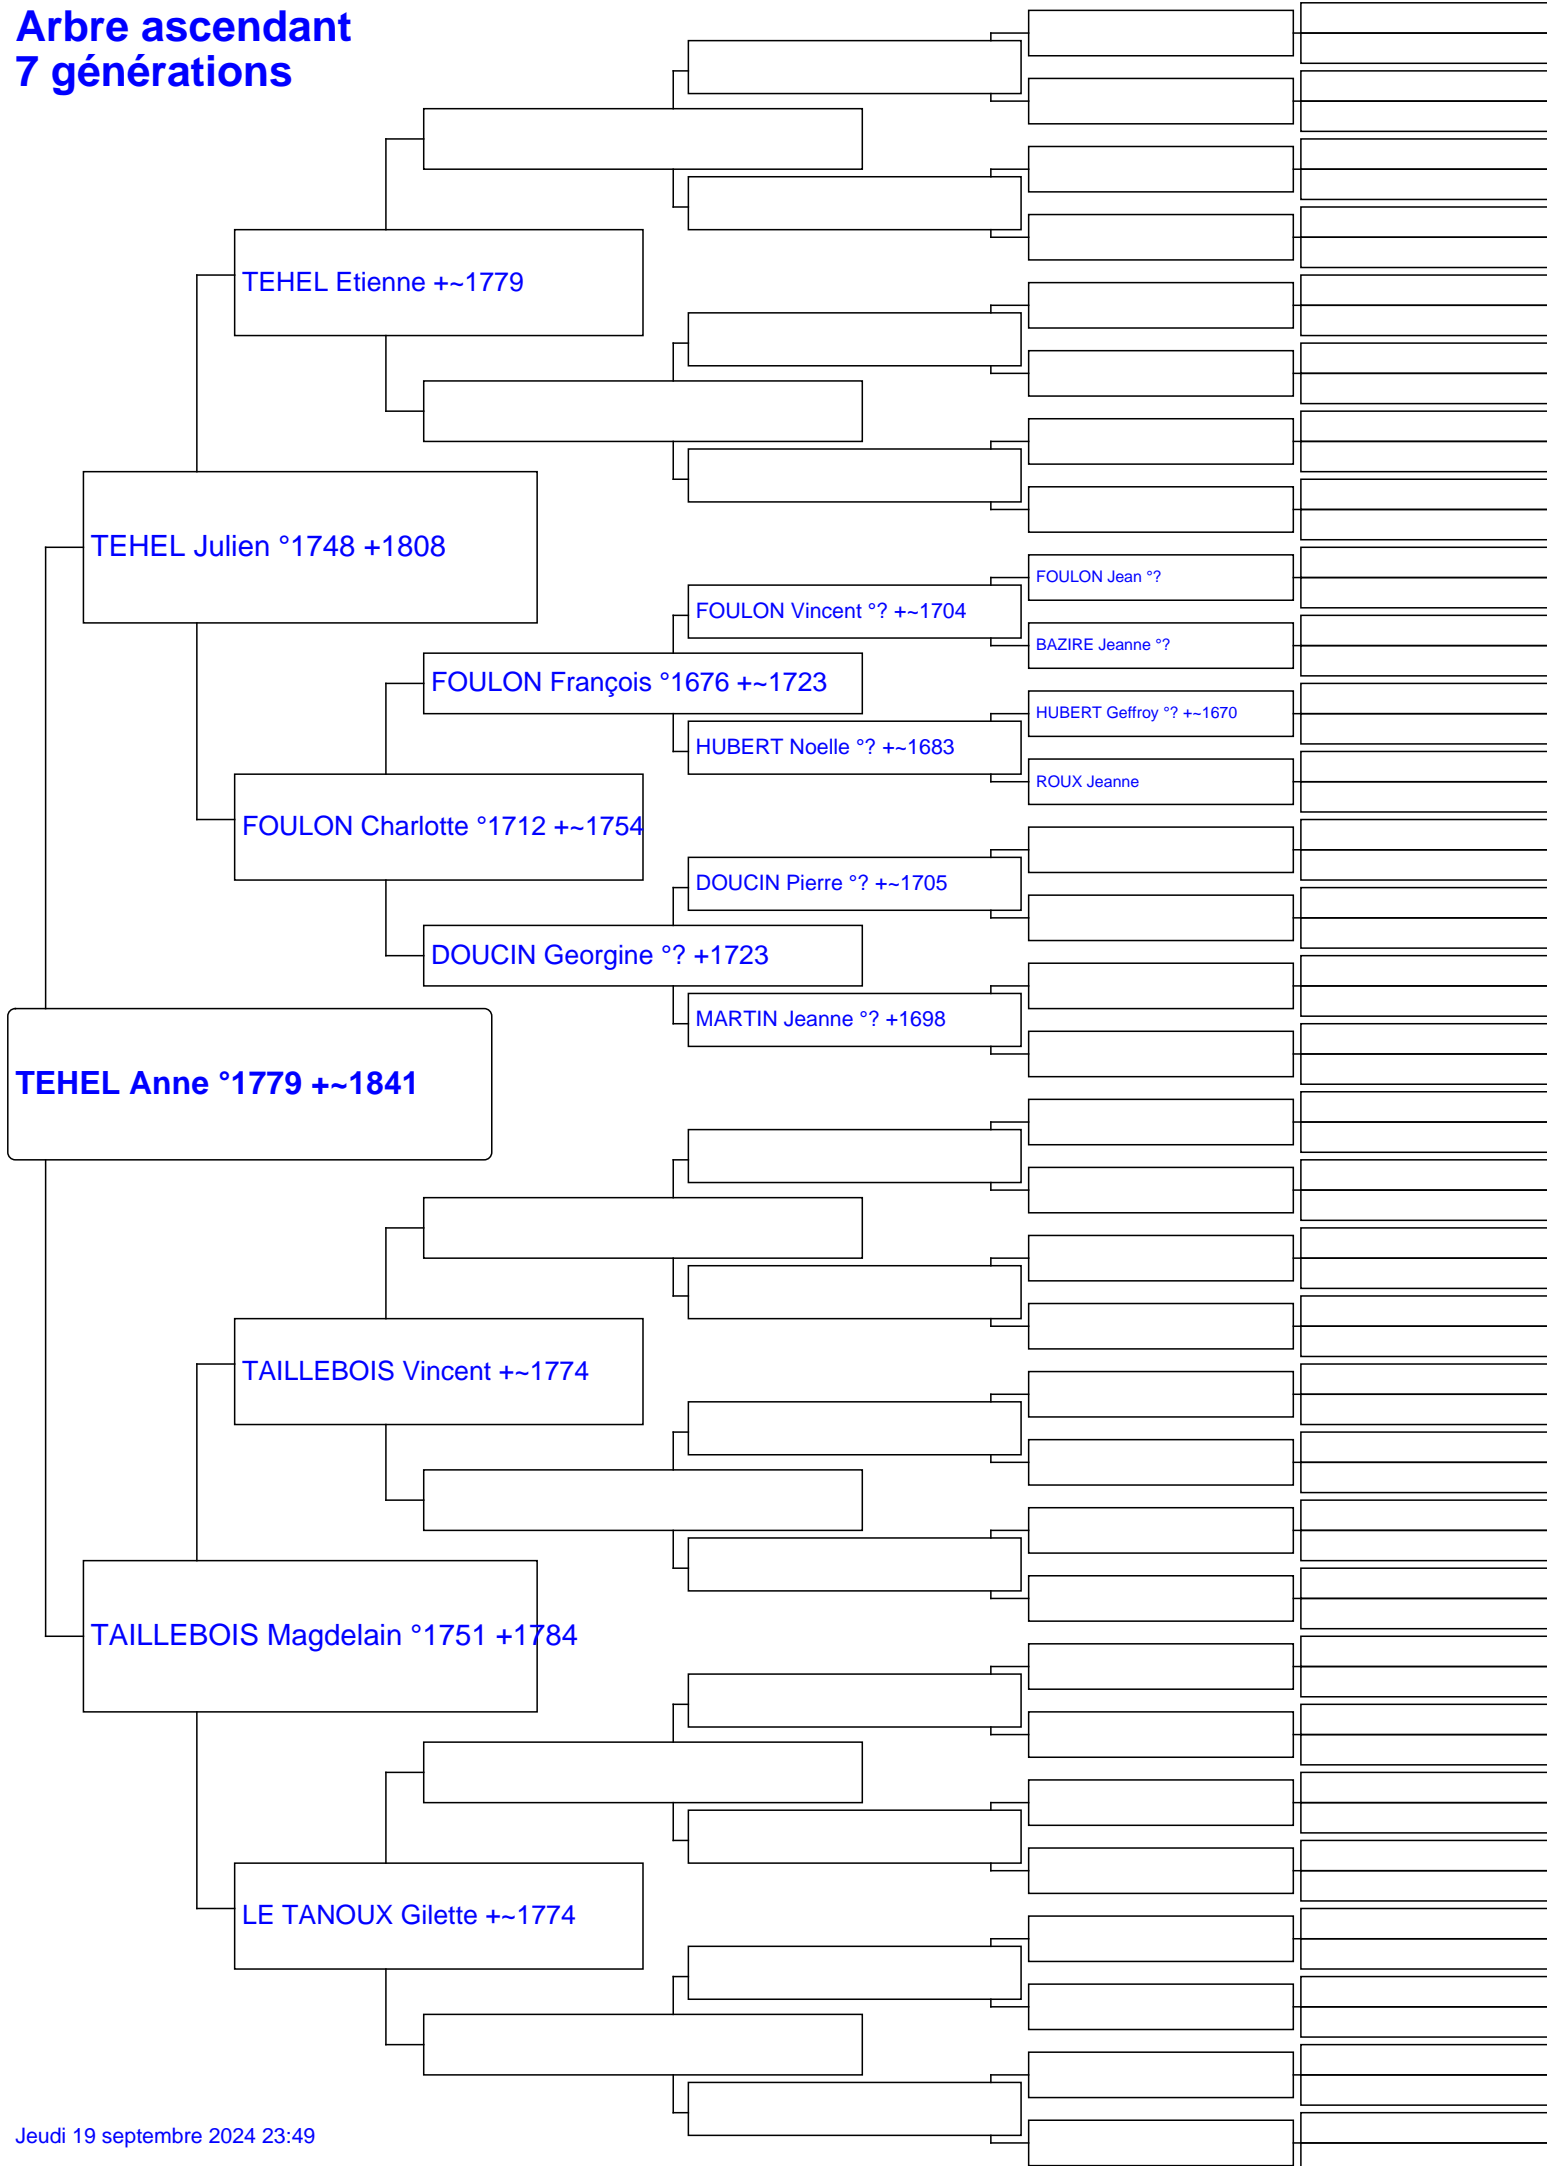 Arbre ascendant
7 générations
TEHEL Etienne +~1779
TEHEL Julien °1748 +1808
FOULON Jean °?
FOULON Vincent °? +~1704
BAZIRE Jeanne °?
FOULON François °1676 +~1723
HUBERT Geffroy °? +~1670
HUBERT Noelle °? +~1683
ROUX Jeanne
FOULON Charlotte °1712 +~1754
DOUCIN Pierre °? +~1705
DOUCIN Georgine °? +1723
MARTIN Jeanne °? +1698
TEHEL Anne °1779 +~1841
TAILLEBOIS Vincent +~1774
TAILLEBOIS Magdelain °1751 +1784
LE TANOUX Gilette +~1774
Jeudi 19 septembre 2024 23:49